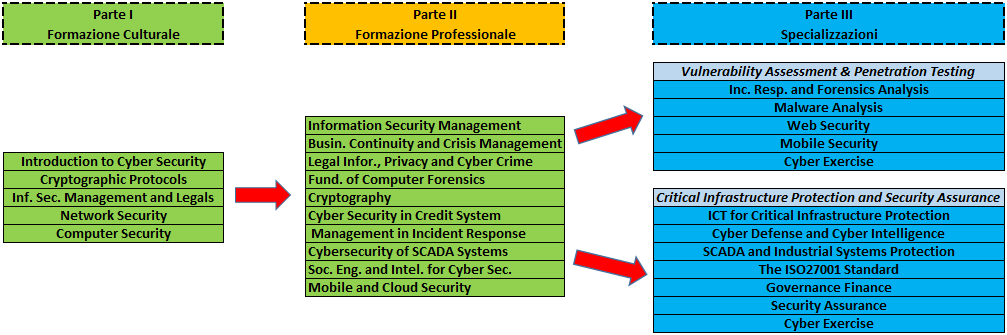 Parte I
Formazione Culturale
Parte II
Formazione Professionale
Parte III
Specializzazioni
Introduction to Cyber Security
Cryptographic Protocols
Inf. Sec. Management and Legals
Network Security
Computer Security
Information Security Management
Busin. Continuity and Crisis Management
Legal Infor., Privacy and Cyber Crime
Fund. of Computer Forensics
Cryptography
Cyber Security in Credit System
Management in Incident Response
Cybersecurity of SCADA Systems
Soc. Eng. and Intel. for Cyber Sec.
Mobile and Cloud Security
Vulnerability Assessment & Penetration Testing
Inc. Resp. and Forensics Analysis
Malware Analysis
Web Security
Mobile Security
Cyber Exercise
Critical Infrastructure Protection and Security Assurance
ICT for Critical Infrastructure Protection
Cyber Defense and Cyber Intelligence
SCADA and Industrial Systems Protection
The ISO27001 Standard
Governance Finance
Security Assurance
Cyber Exercise